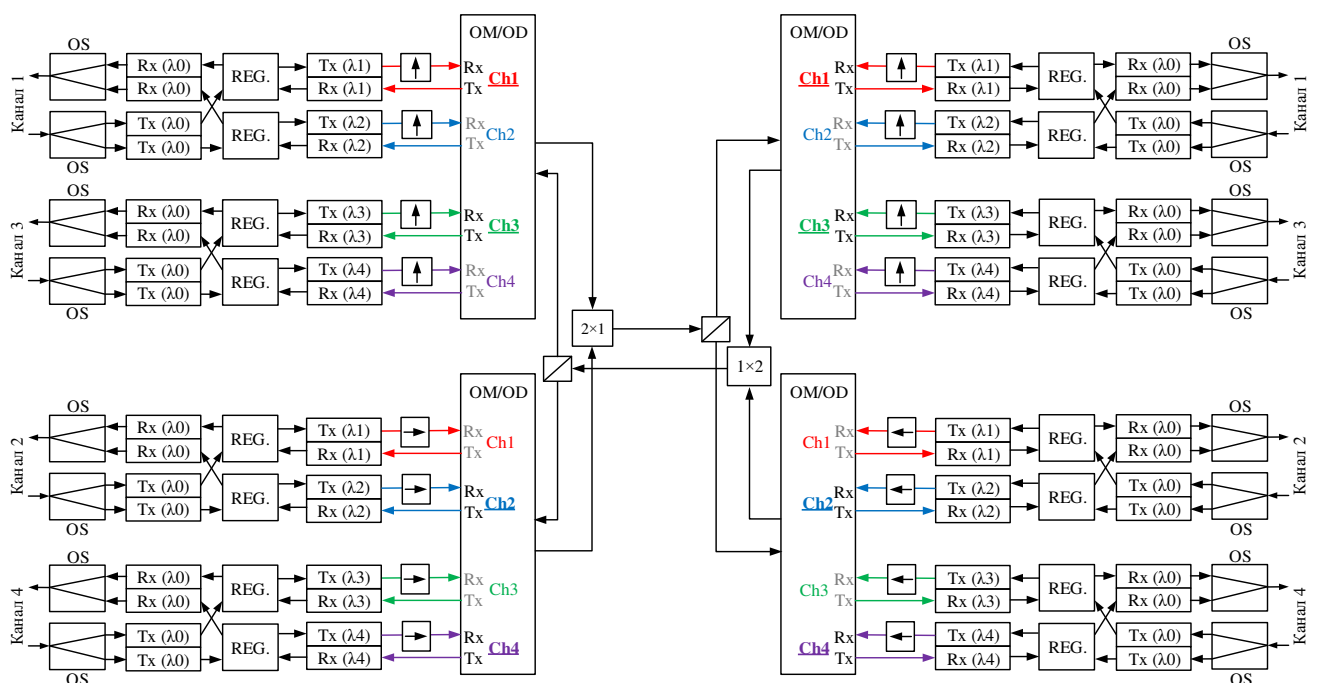 OM/OD
OM/OD
OS
Rx (λ0)
Rx (λ0)
REG.
Tx (λ1)
Rx (λ1)
Rx
Tx
Ch1
Канал 1
Tx (λ0)
Tx (λ0)
REG.
Tx (λ2)
Rx (λ2)
Rx
Tx
Ch2
OS
OS
Rx (λ0)
Rx (λ0)
REG.
Tx (λ3)
Rx (λ3)
Rx
Tx
Ch3
Канал 3
Tx (λ0)
Tx (λ0)
REG.
Tx (λ4)
Rx (λ4)
Rx
Tx
Ch4
OS
Ch1
Rx
Tx
Tx (λ1)
Rx (λ1)
REG.
Rx (λ0)
Rx (λ0)
OS
Канал 1
Ch2
Rx
Tx
Tx (λ2)
Rx (λ2)
REG.
Tx (λ0)
Tx (λ0)
OS
Ch3
Rx
Tx
Tx (λ3)
Rx (λ3)
REG.
Rx (λ0)
Rx (λ0)
OS
Канал 3
Ch4
Rx
Tx
Tx (λ4)
Rx (λ4)
REG.
Tx (λ0)
Tx (λ0)
OS
2×1
1×2
OM/OD
OM/OD
OS
Rx (λ0)
Rx (λ0)
REG.
Tx (λ1)
Rx (λ1)
Rx
Tx
Ch1
Канал 2
Tx (λ0)
Tx (λ0)
REG.
Tx (λ2)
Rx (λ2)
Rx
Tx
Ch2
OS
OS
Rx (λ0)
Rx (λ0)
REG.
Tx (λ3)
Rx (λ3)
Rx
Tx
Ch3
Канал 4
Tx (λ0)
Tx (λ0)
REG.
Tx (λ4)
Rx (λ4)
Rx
Tx
Ch4
OS
Ch1
Rx
Tx
Tx (λ1)
Rx (λ1)
REG.
Rx (λ0)
Rx (λ0)
OS
Канал 2
Ch2
Rx
Tx
Tx (λ2)
Rx (λ2)
REG.
Tx (λ0)
Tx (λ0)
OS
Ch3
Rx
Tx
Tx (λ3)
Rx (λ3)
REG.
Rx (λ0)
Rx (λ0)
OS
Канал 4
Ch4
Rx
Tx
Tx (λ4)
Rx (λ4)
REG.
Tx (λ0)
Tx (λ0)
OS